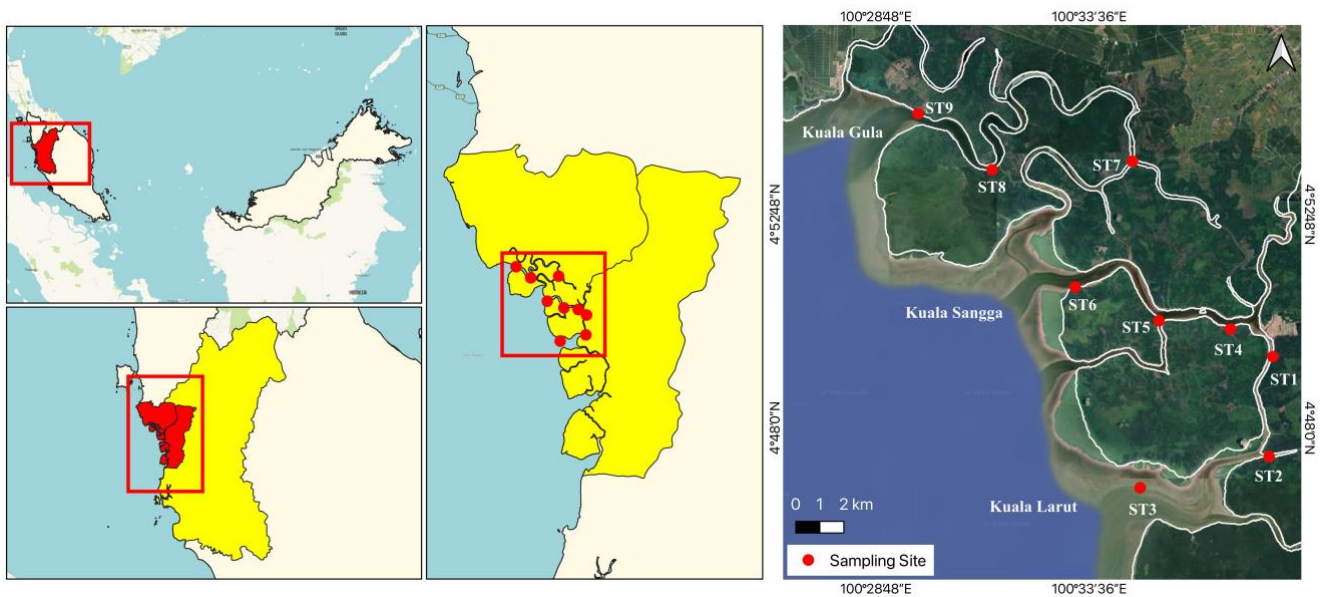 100°28'48"E
100°33'36"E
ST9
Kuala Gula
ST7
ST8
4°52'48"N
4°52'48"N
ST6
Kuala Sangga
ST5
ST4
ST1
4°48'0"N
4°48'0"N
ST2
Kuala Larut
ST3
0 1 2 km
Sampling Site
100°28'48"E
100°33'36"E